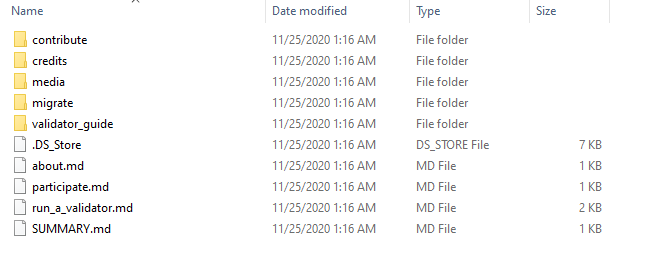 Name Date modified Type Size
contribute 11/25/2020 1:16 AM File folder
credits 11/25/2020 1:16 AM File folder
media 11/25/2020 1:16 AM File folder
migrate 11/25/2020 1:16 AM File folder
validator_guide 11/25/2020 1:16 AM File folder
.DS_Store 11/25/2020 1:16 AM DS_STORE File 7 KB
about.md 11/25/2020 1:16 AM MD File 1 KB
participate.md 11/25/2020 1:16 AM MD File 1 KB
run_a_validator.md 11/25/2020 1:16 AM MD File 2 KB
SUMMARY.md 11/25/2020 1:16 AM MD File 1 KB